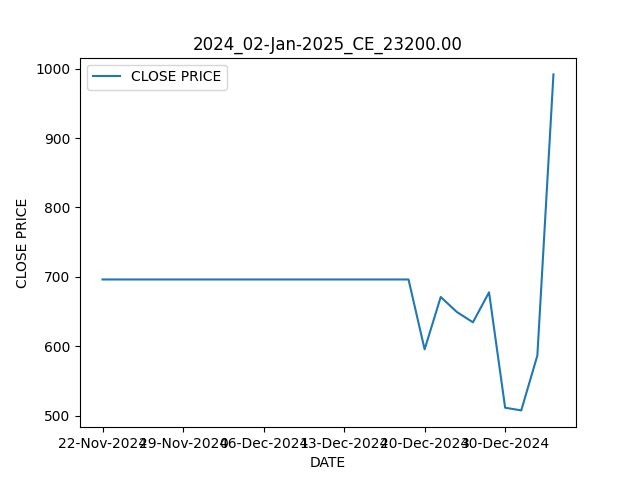 2024_02-Jan-2025_CE_23200.00
CLOSE PRICE
1000
900
800
700
600
500
CLOSE PRICE
22-Nov-2024
29-Nov-2024
06-Dec-2024
13-Dec-2024
20-Dec-2024
30-Dec-2024
DATE